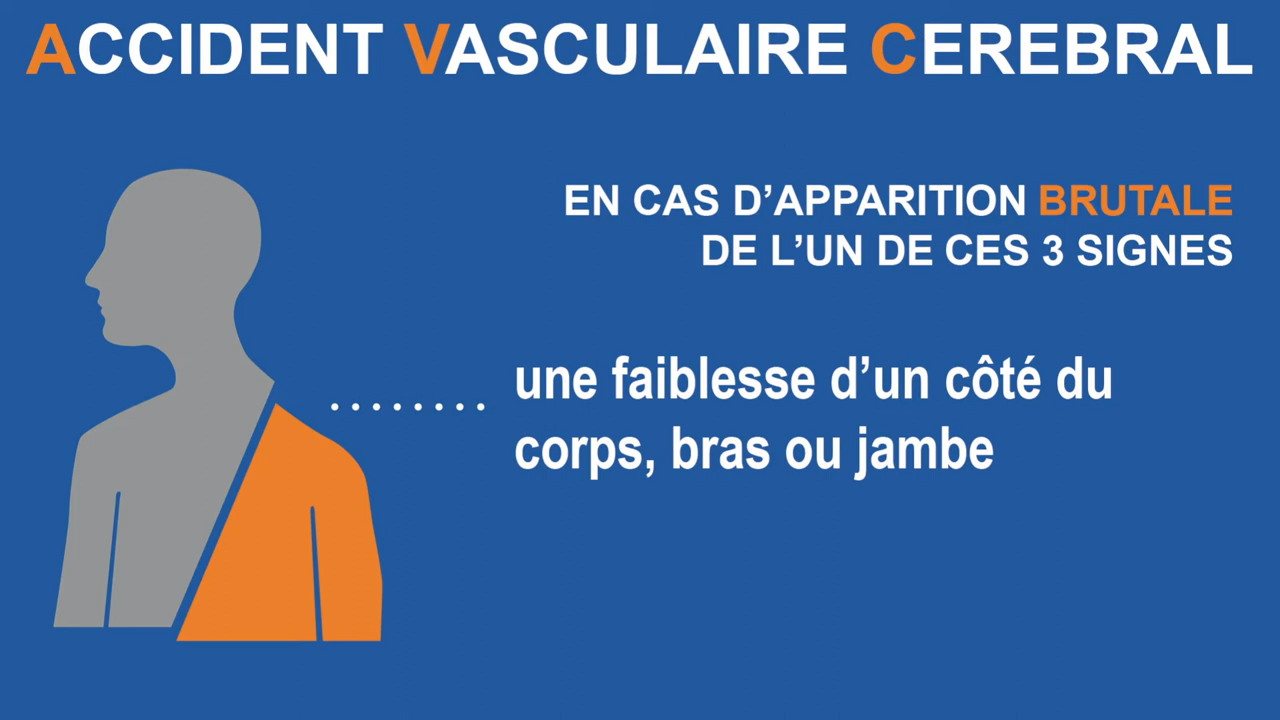 ACCIDENT VASCULAIRE CEREBRAL
EN CAS D’APPARITION BRUTALE
DE L’UN DE CES 3 SIGNES
une faiblesse d’un côté du
corps, bras ou jambe